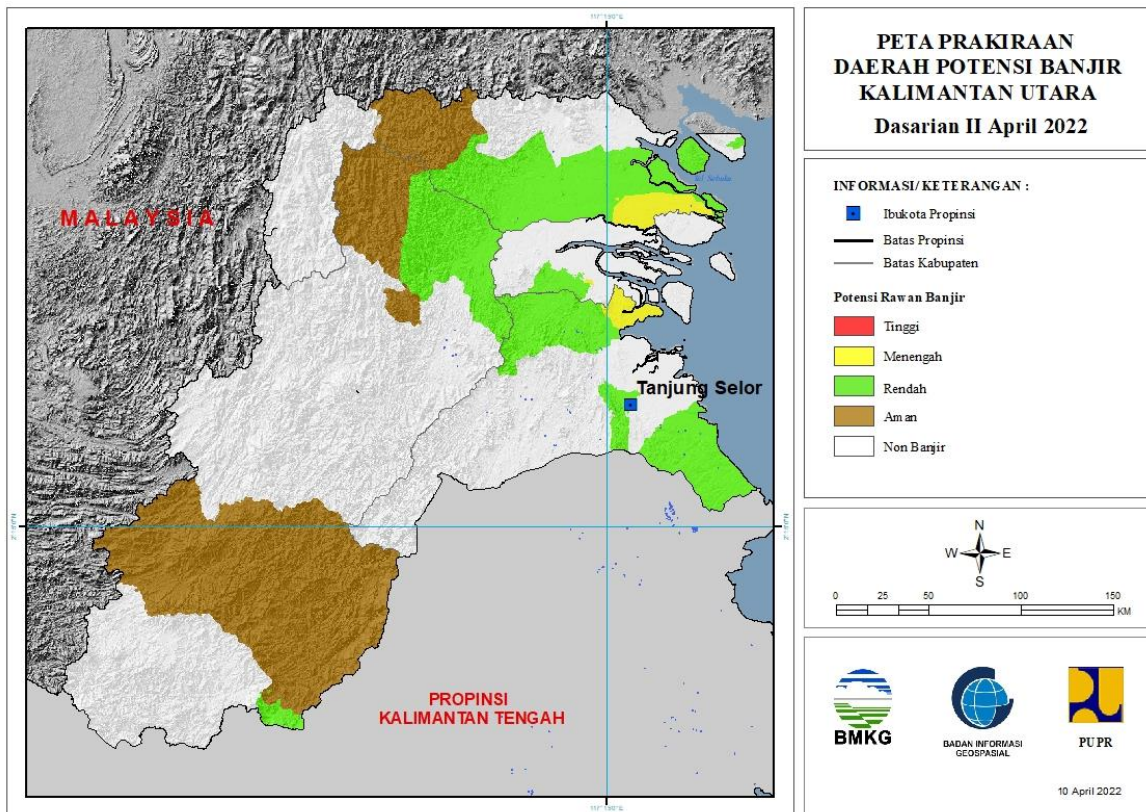 PETA PRAKIRAAN
DAERAH POTENSI BANJIR
KALIMANTAN UTARA
Dasarian II April 2022
INFORMASI/ KETERANGAN :
Ibukota Propinsi
Batas Propinsi
Batas Kabupaten
Potensi Rawan Banjir
Tinggi
Menengah
Rendah
Aman
Non Banjir
MALAYSIA
Tanjung Selor
PROPINSI
KALIMANTAN TENGAH
N
W E
S
0 25 50 100 150
KM
BMKG
BADAN INFORMASI
GEOSPASIAL
PUPR
10 April 2022